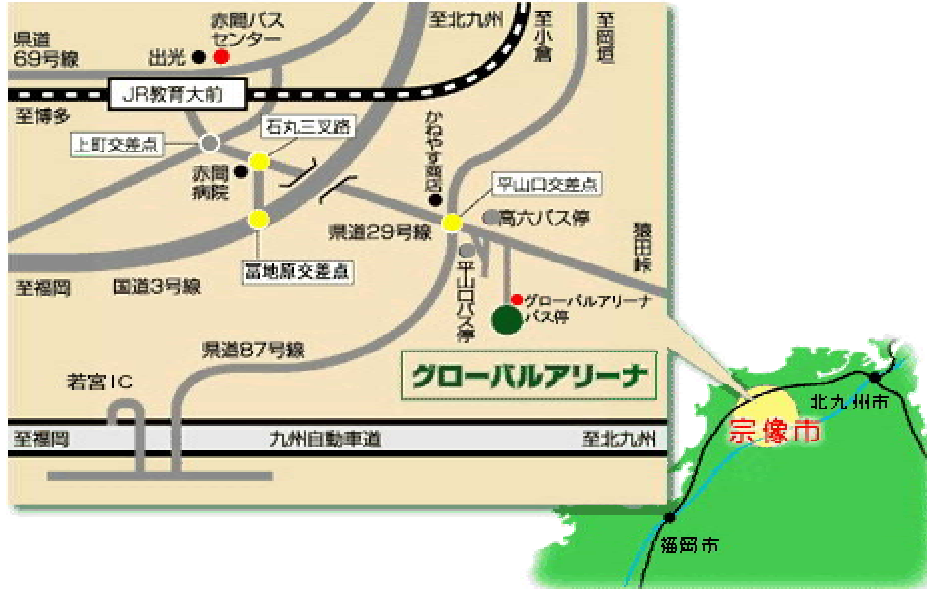 赤間バス
センター
県道
69号線
出光
至北九州
至小倉
至岡垣
JR教育大前
至博多
石丸三叉路
上町交差点
赤間
病院
かねやす商店
平山口交差点
高六バス停
県道29号線
猿田峠
冨地原交差点
至福岡
国道3号線
平山口バス停
グローバルアリーナ
バス停
県道87号線
グローバルアリーナ
若宮IC
至福岡
九州自動車道
至北九州
北九州市
宗像市
福岡市